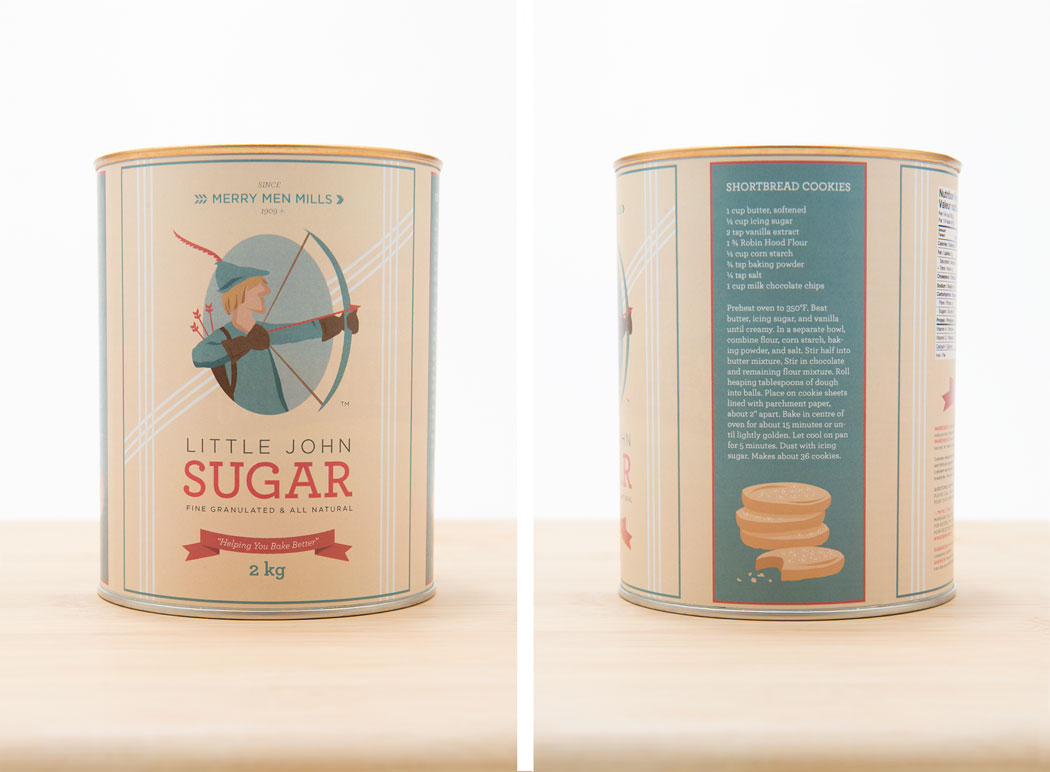 SINCE
MERRY MEN MILLS
1909
TM
LITTLE JOHN
SUGAR
FINE GRANULATED & ALL NATURAL
"Helping You Bake Better"
2 kg
SHORTBREAD COOKIES
1 cup butter, softened
½ cup icing sugar
2 tsp vanilla extract
1 ¾ Robin Hood Flour
½ cup corn starch
¾ tsp baking powder
¼ tsp salt
1 cup milk chocolate chips
Preheat oven to 350°F. Beat
butter, icing sugar, and vanilla
until creamy. In a separate bowl,
combine flour, corn starch, bak-
ing powder, and salt. Stir half into
butter mixture. Stir in chocolate
and remaining flour mixture. Roll
heaping tablespoons of dough
into balls. Place on cookie sheets
lined with parchment paper,
about 2" apart. Bake in centre of
oven for about 15 minutes or un-
til lightly golden. Let cool on pan
for 5 minutes. Dust with icing
sugar. Makes about 36 cookies.